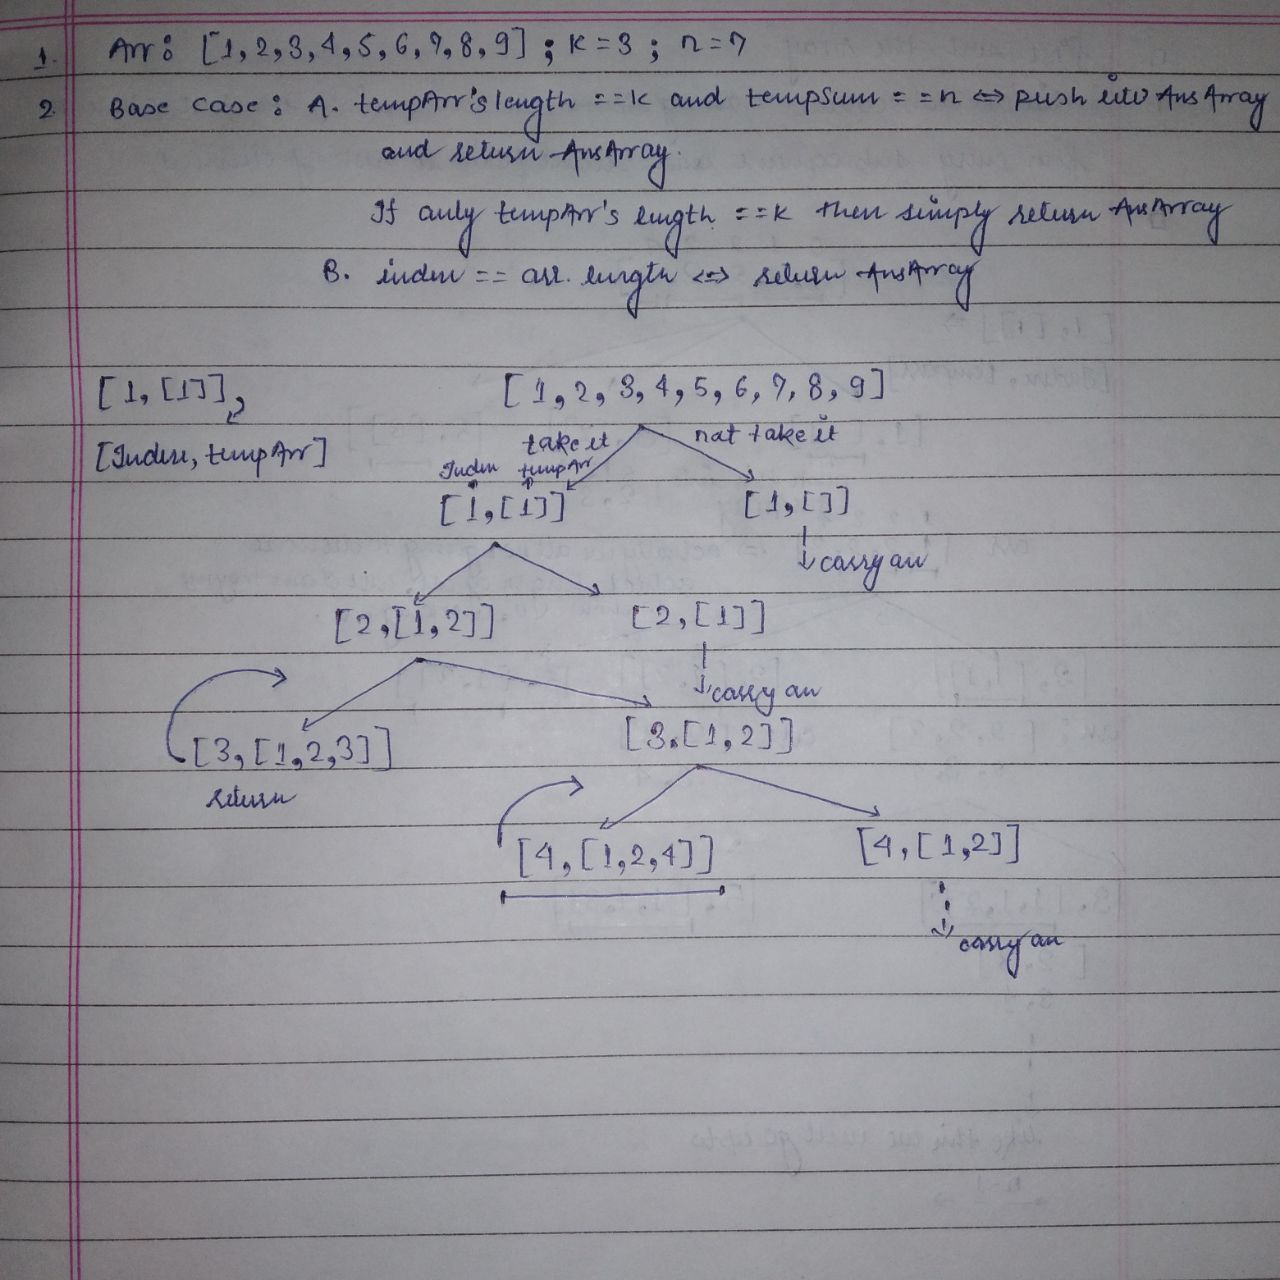 1. Arr: [1,2,3,4,5,6,7,8,9] ; K=3 ; n=7
2. Base case: A. tempArr's length ==k and tempSum ==n <=> push into AnsArray
and return AnsArray.
If only tempArr's length ==K then simply return AnsArray
B. index == arr.length <=> return AnsArray
[1,[1]], [1,2,3,4,5,6,7,8,9]
take it not take it
[Index, tempArr]
Index tempArr
[1,[1]] [1,[]]
carry on
[2,[1,2]] [2,[1]]
carry on
[3,[1,2,3]] [3,[1,2]]
return
[4,[1,2,4]] [4,[1,2]]
carry on